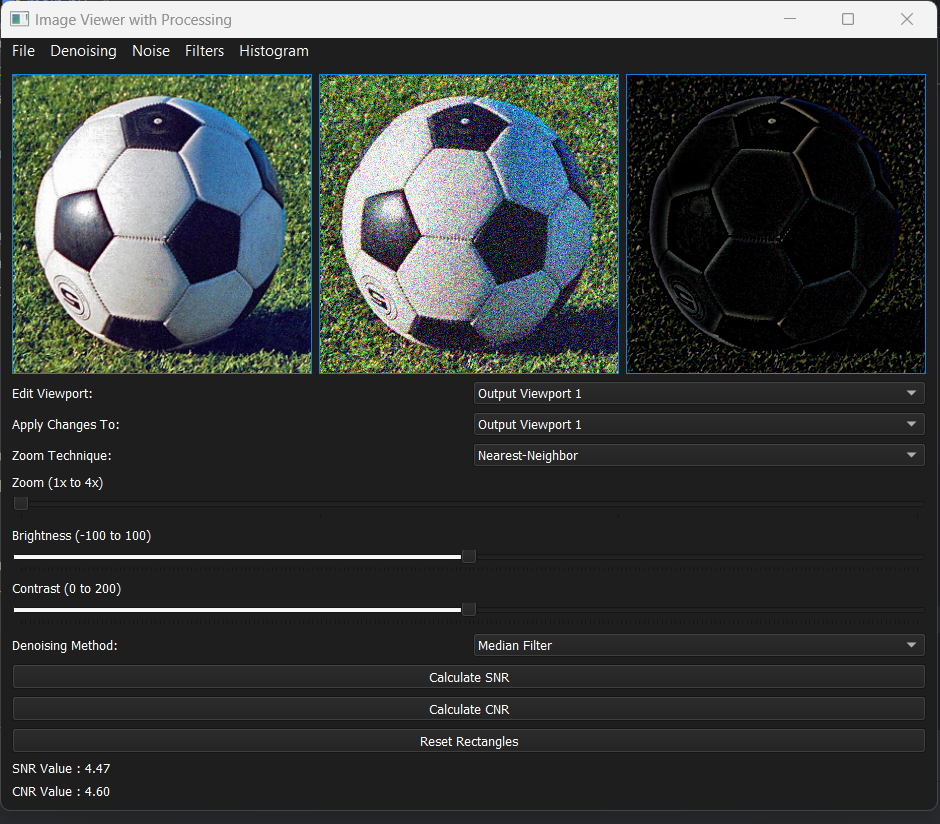 Image Viewer with Processing
File Denoising Noise Filters Histogram
Edit Viewport: Output Viewport 1
Apply Changes To: Output Viewport 1
Zoom Technique: Nearest-Neighbor
Zoom (1x to 4x)
Brightness (-100 to 100)
Contrast (0 to 200)
Denoising Method: Median Filter
Calculate SNR
Calculate CNR
Reset Rectangles
SNR Value : 4.47
CNR Value : 4.60